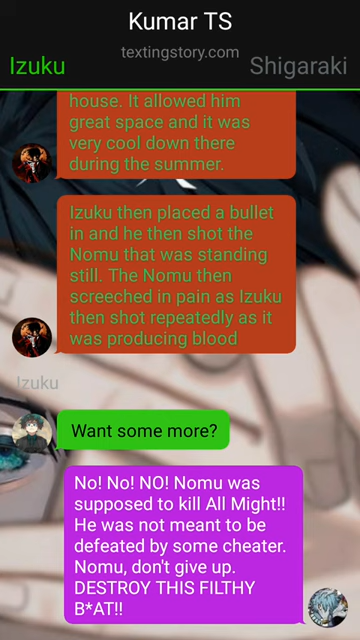 Kumar TS
textingstory.com
Izuku
Shigaraki
house. It allowed him
great space and it was
very cool down there
during the summer.
Izuku then placed a bullet
in and he then shot the
Nomu that was standing
still. The Nomu then
screeched in pain as Izuku
then shot repeatedly as it
was producing blood
Izuku
Want some more?
No! No! NO! Nomu was
supposed to kill All Might!!
He was not meant to be
defeated by some cheater.
Nomu, don't give up.
DESTROY THIS FILTHY
B*AT!!